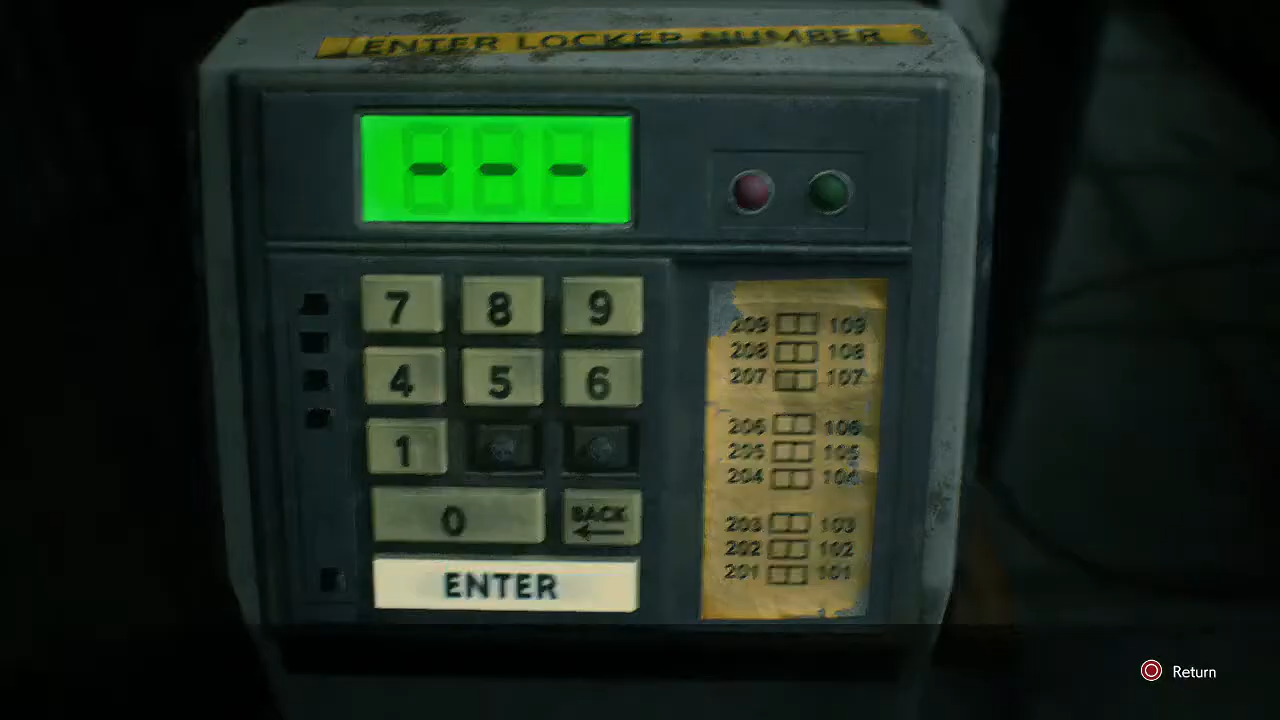 ENTER LOCKER NUMBER
- - -
7 8 9
4 5 6
1
0 BACK
ENTER
209 109
208 108
207 107
206 106
205 105
204 104
203 103
202 102
201 101
Return